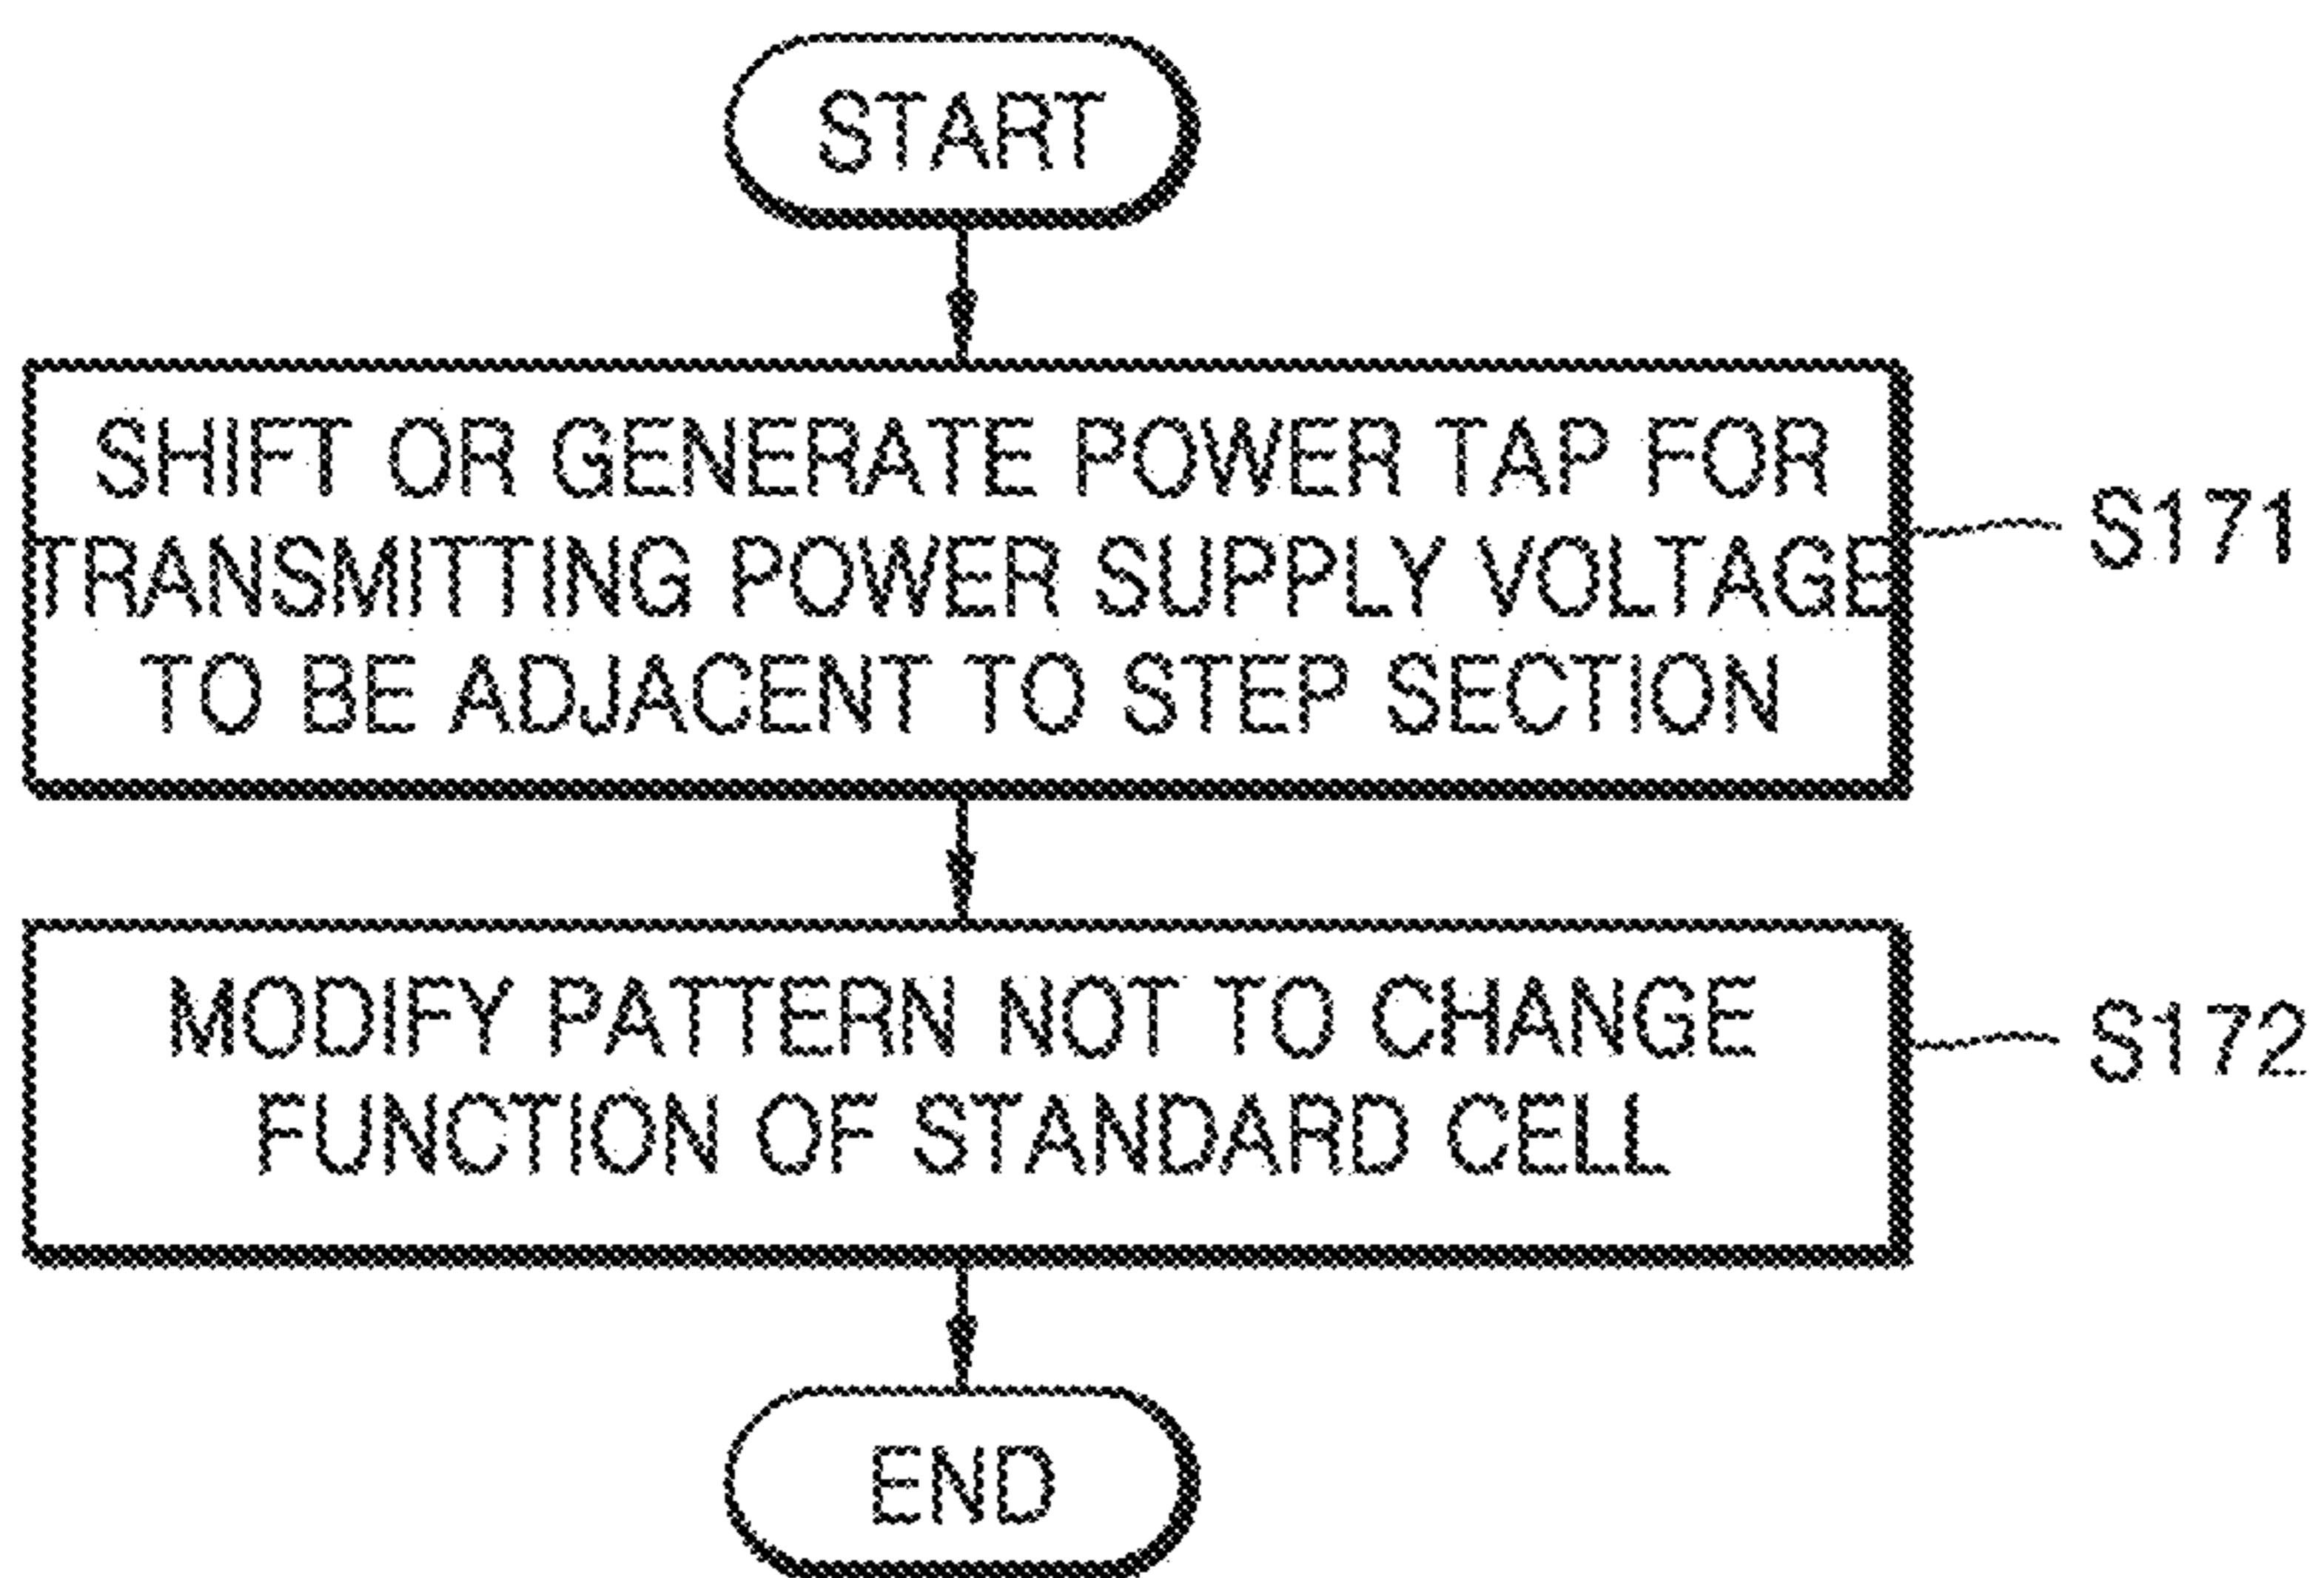 START
SHIFT OR GENERATE POWER TAP FOR
TRANSMITTING POWER SUPPLY VOLTAGE
TO BE ADJACENT TO STEP SECTION
S171
MODIFY PATTERN NOT TO CHANGE
FUNCTION OF STANDARD CELL
S172
END